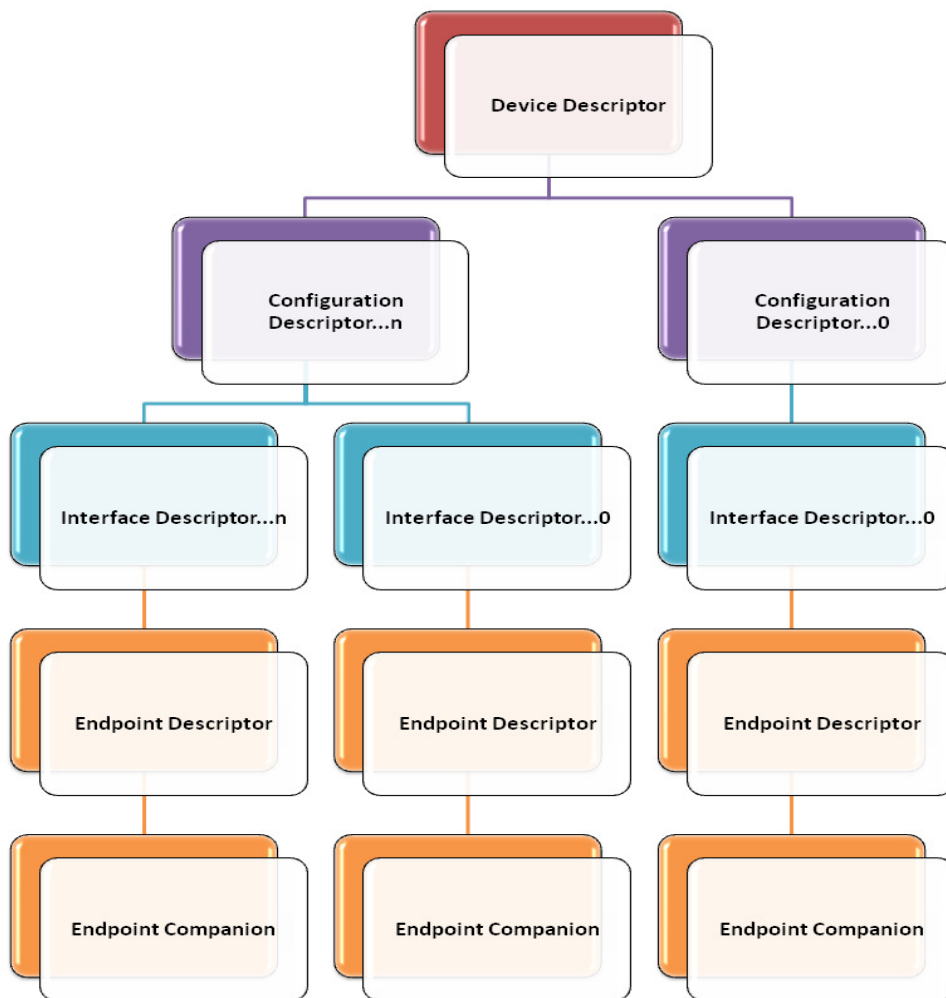 Device Descriptor
Configuration
Descriptor...n
Configuration
Descriptor...0
Interface Descriptor...n
Interface Descriptor...0
Interface Descriptor...0
Endpoint Descriptor
Endpoint Descriptor
Endpoint Descriptor
Endpoint Companion
Endpoint Companion
Endpoint Companion